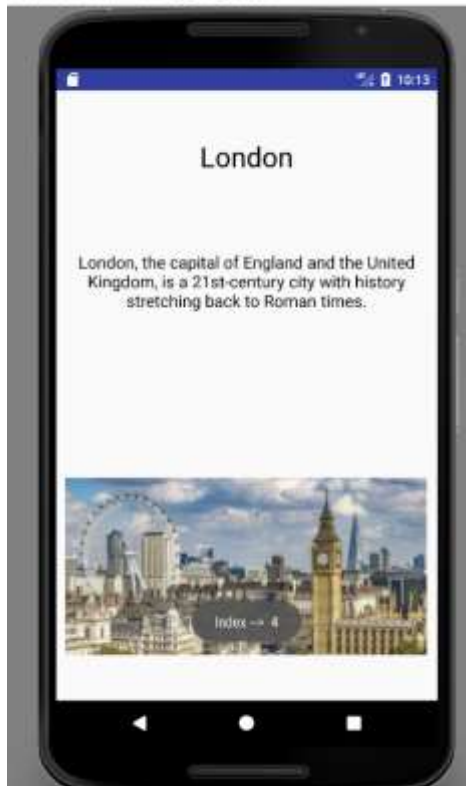 10:13
London
London, the capital of England and the United
Kingdom, is a 21st-century city with history
stretching back to Roman times.
Index --> 4